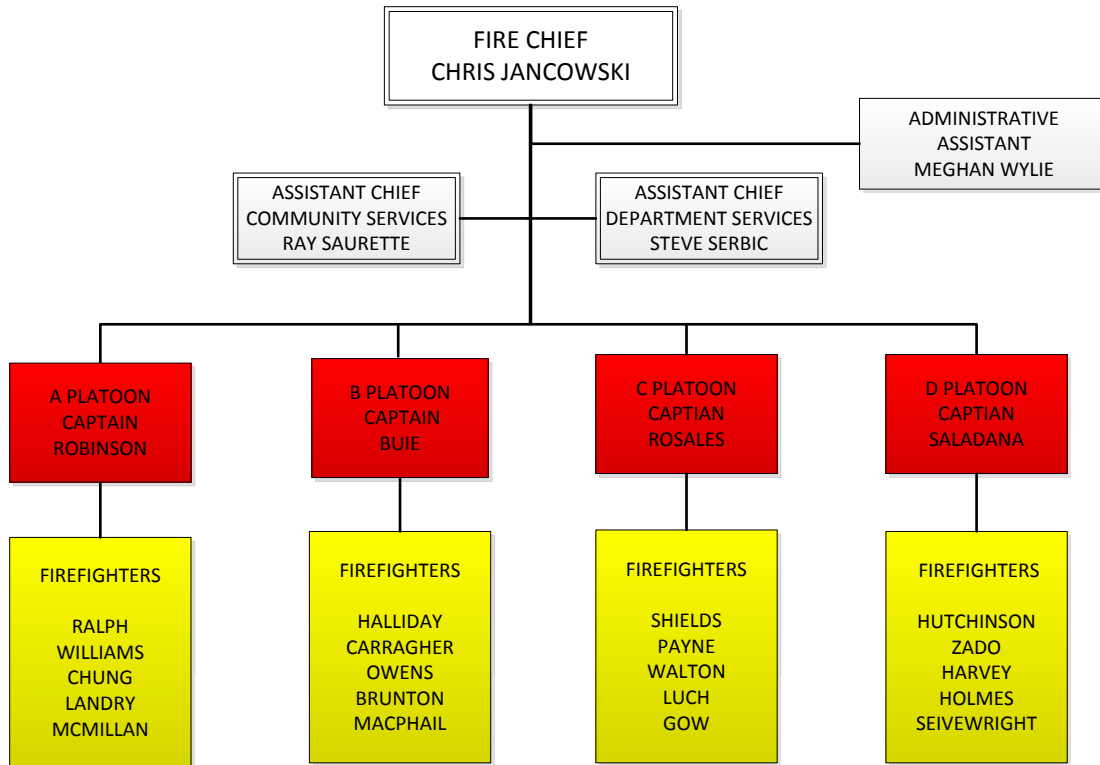 FIRE CHIEF
CHRIS JANCOWSKI
ADMINISTRATIVE
ASSISTANT
MEGHAN WYLIE
ASSISTANT CHIEF
COMMUNITY SERVICES
RAY SAURETTE
ASSISTANT CHIEF
DEPARTMENT SERVICES
STEVE SERBIC
A PLATOON
CAPTAIN
ROBINSON
B PLATOON
CAPTAIN
BUIE
C PLATOON
CAPTIAN
ROSALES
D PLATOON
CAPTIAN
SALADANA
FIREFIGHTERS
RALPH
WILLIAMS
CHUNG
LANDRY
MCMILLAN
FIREFIGHTERS
HALLIDAY
CARRAGHER
OWENS
BRUNTON
MACPHAIL
FIREFIGHTERS
SHIELDS
PAYNE
WALTON
LUCH
GOW
FIREFIGHTERS
HUTCHINSON
ZADO
HARVEY
HOLMES
SEIVEWRIGHT